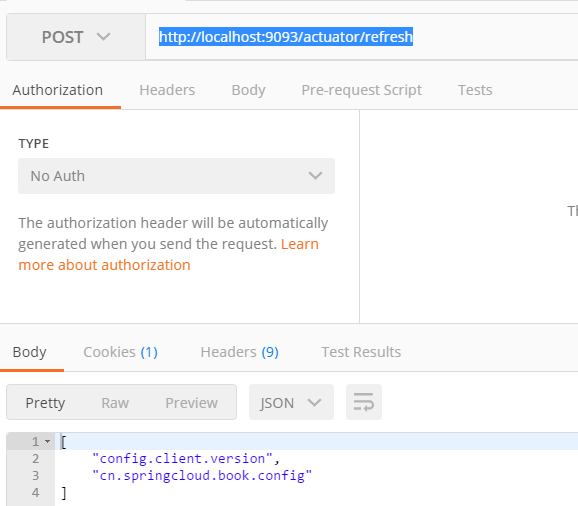 POST http://localhost:9093/actuator/refresh
Authorization Headers Body Pre-request Script Tests
TYPE
No Auth
The authorization header will be automatically
generated when you send the request. Learn
more about authorization
Body Cookies (1) Headers (9) Test Results
Pretty Raw Preview JSON
1 [
2 "config.client.version",
3 "cn.springcloud.book.config"
4 ]